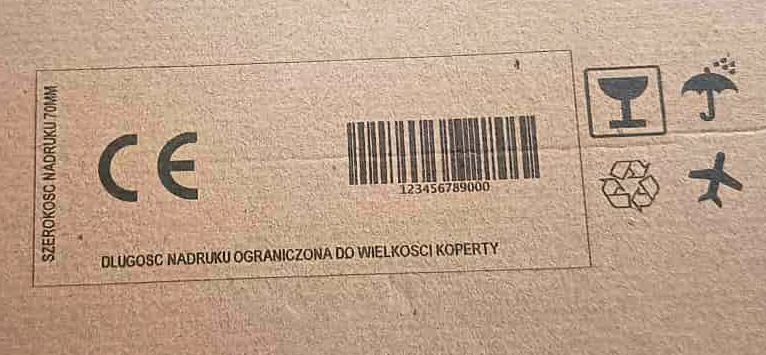 SZEROKOSC NADRUKU 70MM
CE
123456789000
DLUGOSC NADRUKU OGRANICZONA DO WIELKOSCI KOPERTY